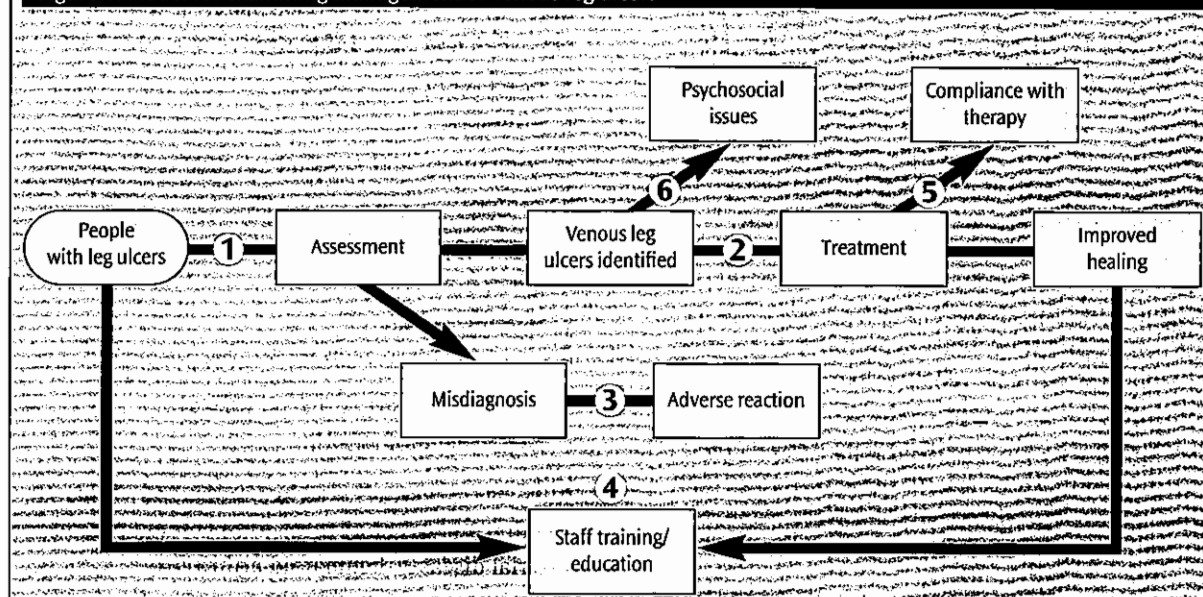 Psychosocial
issues
Compliance with
therapy
6
5
People
with leg ulcers
1
Assessment
Venous leg
ulcers identified
2
Treatment
Improved
healing
Misdiagnosis
3
Adverse reaction
4
Staff training/
education